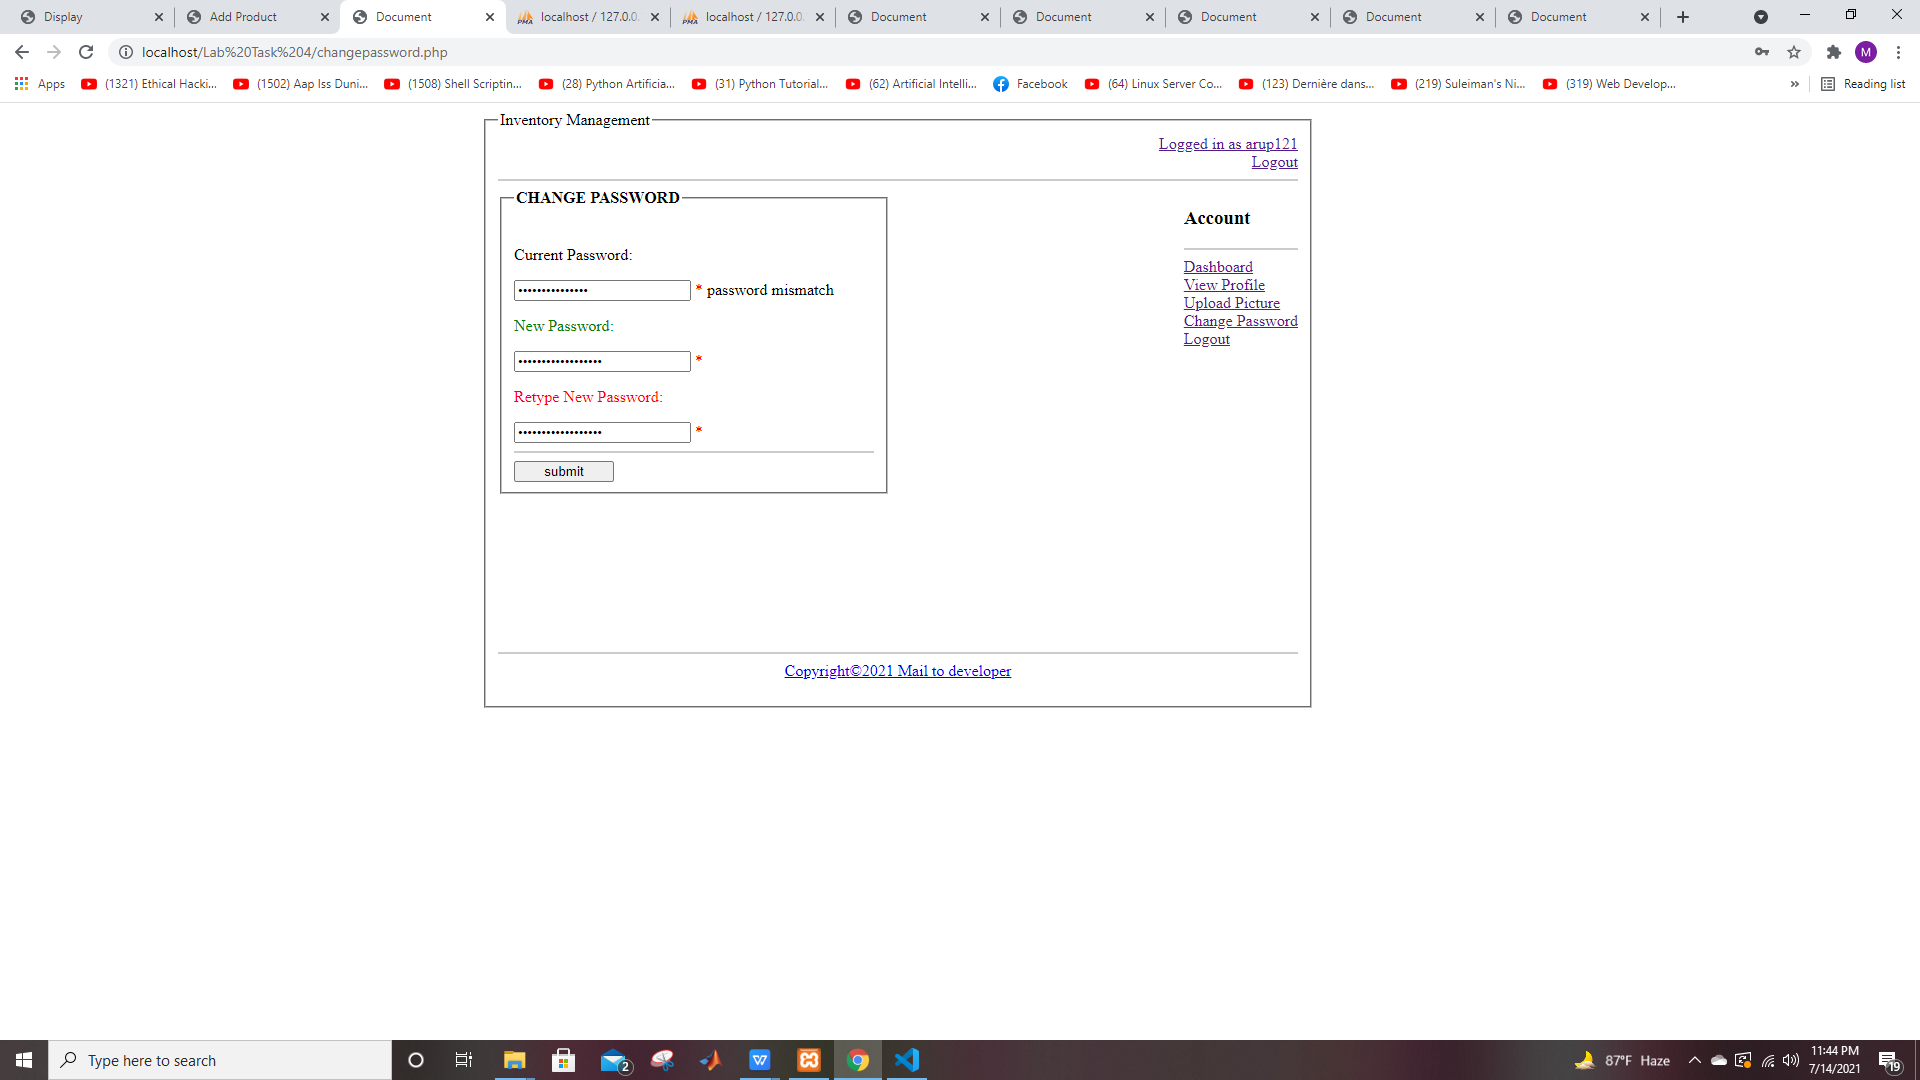 Display
Add Product
Document
localhost / 127.0.0.
localhost / 127.0.0.
Document
Document
Document
Document
Document
localhost/Lab%20Task%204/changepassword.php
M
Apps
(1321) Ethical Hacki...
(1502) Aap Iss Duni...
(1508) Shell Scriptin...
(28) Python Artificia...
(31) Python Tutorial...
(62) Artificial Intelli...
Facebook
(64) Linux Server Co...
(123) Dernière dans...
(219) Suleiman's Ni...
(319) Web Develop...
»
Reading list
Inventory Management
Logged in as arup121
Logout
CHANGE PASSWORD
Current Password:
* password mismatch
New Password:
*
Retype New Password:
*
submit
Account
Dashboard
View Profile
Upload Picture
Change Password
Logout
Copyright©2021 Mail to developer
Type here to search
2
87°F Haze
11:44 PM
7/14/2021
19